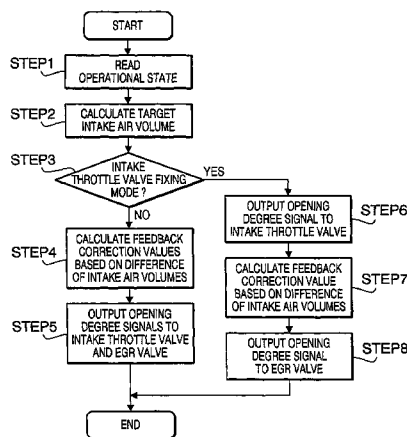 START
STEP1
READ
OPERATIONAL STATE
STEP2
CALCULATE TARGET
INTAKE AIR VOLUME
STEP3
INTAKE
THROTTLE VALVE FIXING
MODE ?
YES
NO
STEP4
CALCULATE FEEDBACK
CORRECTION VALUES
BASED ON DIFFERENCE
OF INTAKE AIR VOLUMES
STEP5
OUTPUT OPENING
DEGREE SIGNALS TO
INTAKE THROTTLE VALVE
AND EGR VALVE
OUTPUT OPENING
DEGREE SIGNAL TO
INTAKE THROTTLE VALVE
STEP6
CALCULATE FEEDBACK
CORRECTION VALUE
BASED ON DIFFERENCE
OF INTAKE AIR VOLUMES
STEP7
OUTPUT OPENING
DEGREE SIGNAL
TO EGR VALVE
STEP8
END